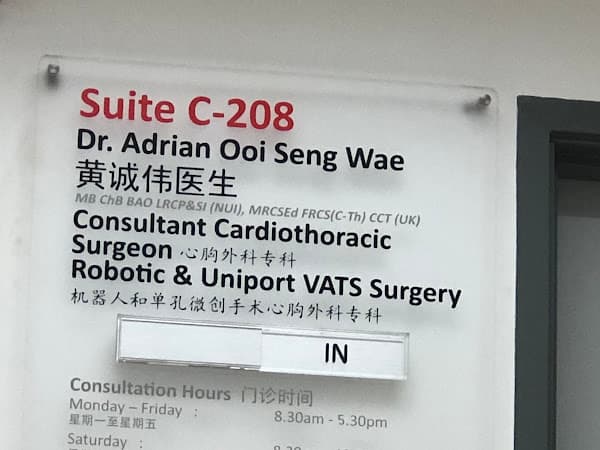 Suite C-208
Dr. Adrian Ooi Seng Wae
黄诚伟医生
MB ChB BAO LRCP&SI (NUI), MRCSEd FRCS(C-Th) CCT (UK)
Consultant Cardiothoracic
Surgeon 心胸外科专科
Robotic & Uniport VATS Surgery
机器人和单孔微创手术心胸外科专科
IN
Consultation Hours 门诊时间
Monday – Friday : 8.30am - 5.30pm
星期一至星期五
Saturday :